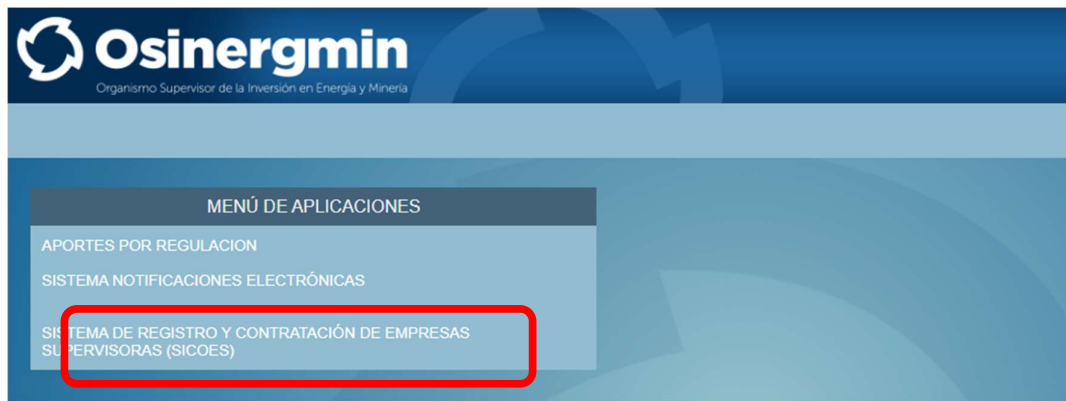 Osinergmin
Organismo Supervisor de la Inversión en Energía y Minería
MENÚ DE APLICACIONES
APORTES POR REGULACION
SISTEMA NOTIFICACIONES ELECTRÓNICAS
SISTEMA DE REGISTRO Y CONTRATACIÓN DE EMPRESAS
SUPERVISORAS (SICOES)